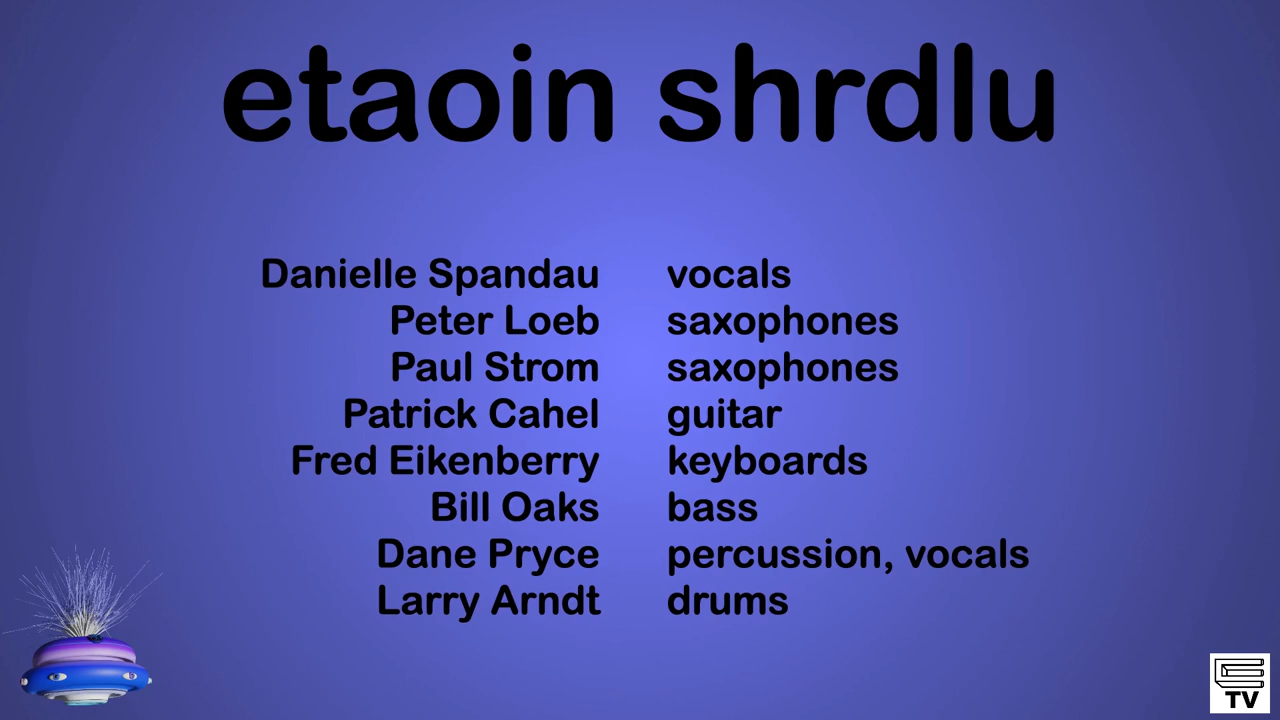 etaoin shrdlu
Danielle Spandau vocals
Peter Loeb saxophones
Paul Strom saxophones
Patrick Cahel guitar
Fred Eikenberry keyboards
Bill Oaks bass
Dane Pryce percussion, vocals
Larry Arndt drums
E
TV